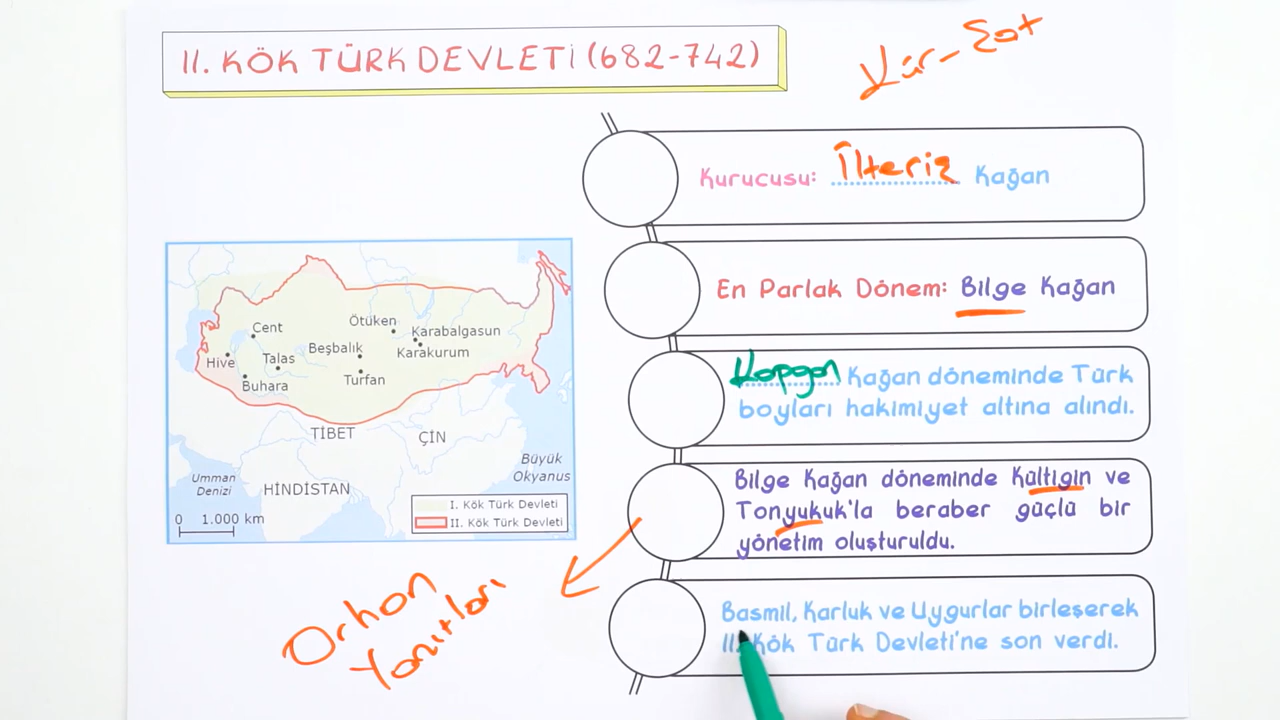 II. KÖK TÜRK DEVLETİ (682-742)
Kür-Şat
Kurucusu: İlteriş Kağan
En Parlak Dönem: Bilge Kağan
Kapgan Kağan döneminde Türk
boyları hakimiyet altına alındı.
Bilge Kağan döneminde Kültigin ve
Tonyukuk'la beraber güçlü bir
yönetim oluşturuldu.
Basmil, Karluk ve Uygurlar birleşerek
II. Kök Türk Devleti'ne son verdi.
Cent
Ötüken
Karabalgasun
Beşbalık
Karakurum
Hive
Talas
Turfan
Buhara
TİBET
ÇİN
Büyük
Okyanus
Umman
Denizi
HİNDİSTAN
I. Kök Türk Devleti
II. Kök Türk Devleti
0 1.000 km
Orhon
Yazıtları